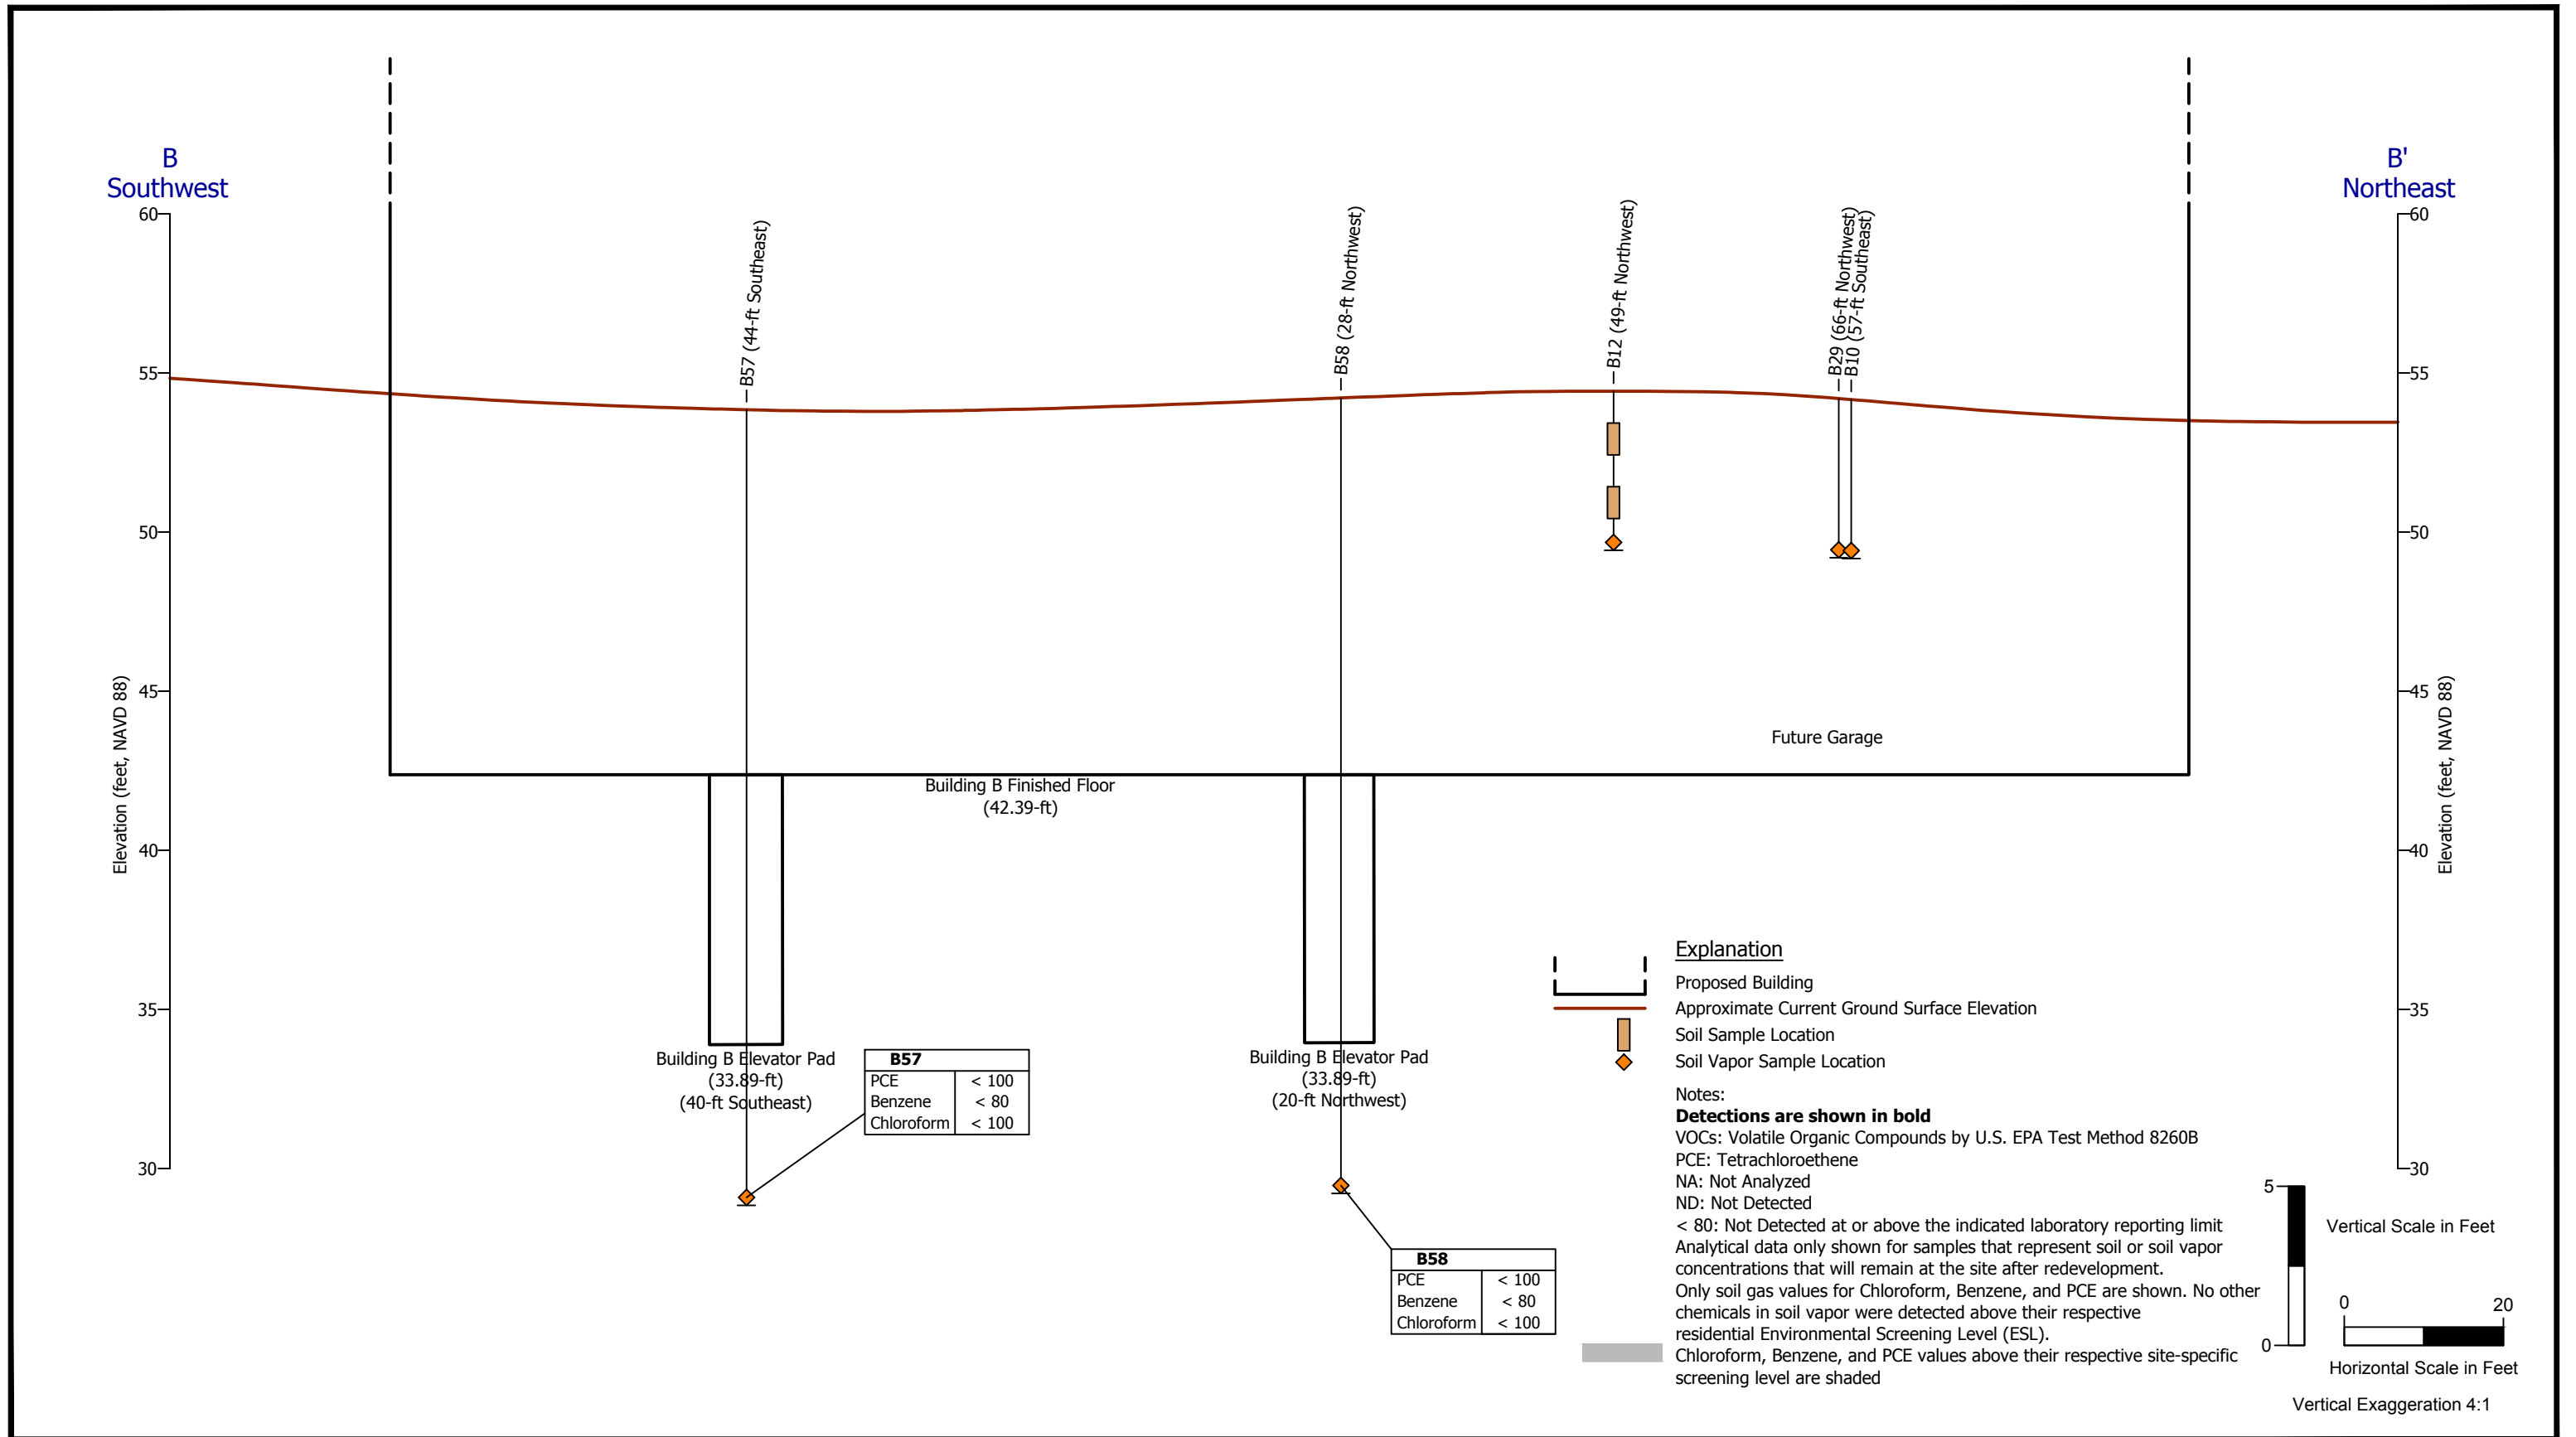 B
Southwest
B'
Northeast
60
55
50
45
40
35
30
Elevation (feet, NAVD 88)
B57 (44-ft Southeast)
B58 (28-ft Northwest)
B12 (49-ft Northwest)
B29 (66-ft Northwest)
B10 (57-ft Southeast)
60
55
50
45
40
35
30
Elevation (feet, NAVD 88)
Future Garage
Building B Finished Floor
(42.39-ft)
Building B Elevator Pad
(33.89-ft)
(40-ft Southeast)
B57
PCE < 100
Benzene < 80
Chloroform < 100
Building B Elevator Pad
(33.89-ft)
(20-ft Northwest)
B58
PCE < 100
Benzene < 80
Chloroform < 100
Explanation
Proposed Building
Approximate Current Ground Surface Elevation
Soil Sample Location
Soil Vapor Sample Location
Notes:
Detections are shown in bold
VOCs: Volatile Organic Compounds by U.S. EPA Test Method 8260B
PCE: Tetrachloroethene
NA: Not Analyzed
ND: Not Detected
< 80: Not Detected at or above the indicated laboratory reporting limit
Analytical data only shown for samples that represent soil or soil vapor
concentrations that will remain at the site after redevelopment.
Only soil gas values for Chloroform, Benzene, and PCE are shown. No other
chemicals in soil vapor were detected above their respective
residential Environmental Screening Level (ESL).
Chloroform, Benzene, and PCE values above their respective site-specific
screening level are shaded
5
0
Vertical Scale in Feet
0 20
Horizontal Scale in Feet
Vertical Exaggeration 4:1